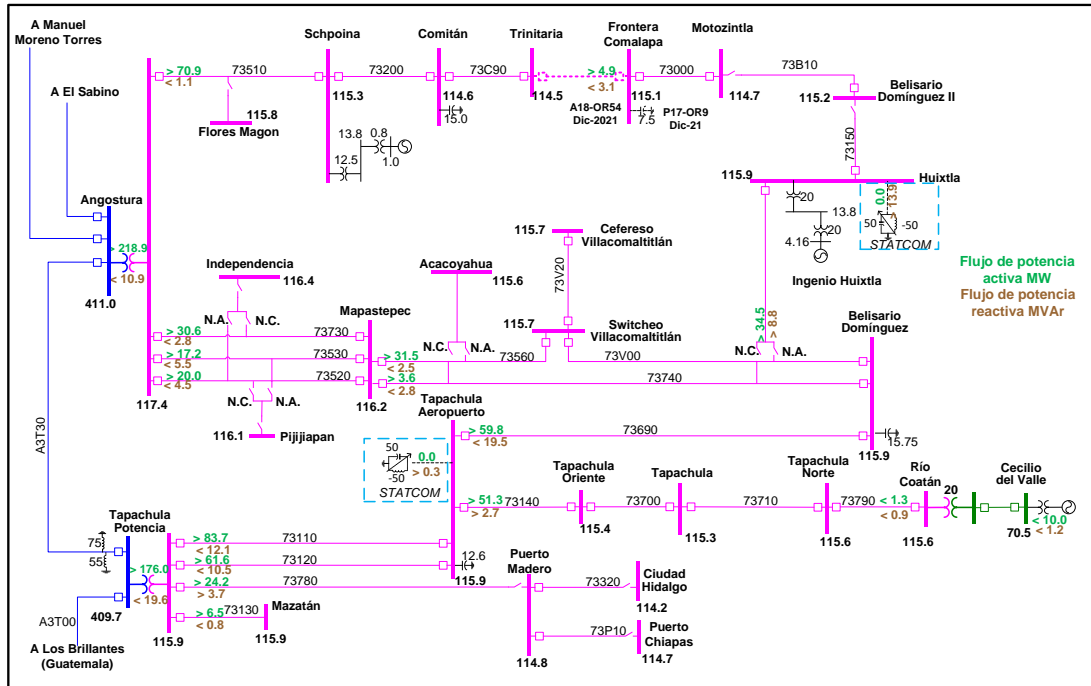 A Manuel
Moreno Torres
A El Sabino
Angostura
> 218.9
< 10.9
411.0
A3T30
> 70.9
< 1.1
73510
115.8
Flores Magon
Schpoina
115.3
13.8
0.8
12.5
1.0
73200
Comitán
114.6
15.0
73C90
Trinitaria
114.5
> 4.9
< 3.1
A18-OR54
Dic-2021
Frontera
Comalapa
115.1
7.5
P17-OR9
Dic-21
73000
Motozintla
114.7
73B10
115.2
Belisario
Domínguez II
73150
115.9
Huixtla
20
13.8
20
4.16
Ingenio Huixtla
0.0
> 13.9
50
-50
STATCOM
Flujo de potencia
activa MW
Flujo de potencia
reactiva MVAr
Independencia
116.4
N.A.
N.C.
> 30.6
< 2.8
73730
> 17.2
< 5.5
73530
> 20.0
< 4.5
73520
117.4
N.C.
N.A.
116.1
Pijijiapan
Mapastepec
116.2
Acacoyahua
115.6
> 31.5
< 2.5
N.C.
N.A.
73560
> 3.6
< 2.8
73740
115.7
Cefereso
Villacomaltitlán
73V20
115.7
Switcheo
Villacomaltitlán
73V00
> 34.5
> 8.8
N.C.
N.A.
Belisario
Domínguez
15.75
115.9
Tapachula
Aeropuerto
50
-50
0.0
> 0.3
STATCOM
> 59.8
< 19.5
73690
> 51.3
> 2.7
73140
12.6
115.9
Tapachula
Oriente
115.4
73700
Tapachula
115.3
73710
Tapachula
Norte
115.6
73790
< 1.3
< 0.9
Río
Coatán
115.6
20
Cecilio
del Valle
70.5
< 10.0
< 1.2
Tapachula
Potencia
75
55
> 176.0
< 19.6
409.7
A3T00
A Los Brillantes
(Guatemala)
> 83.7
< 12.1
73110
> 61.6
< 10.5
73120
> 24.2
> 3.7
73780
> 6.5
< 0.8
73130
115.9
Mazatán
115.9
Puerto
Madero
114.8
73320
Ciudad
Hidalgo
114.2
73P10
Puerto
Chiapas
114.7